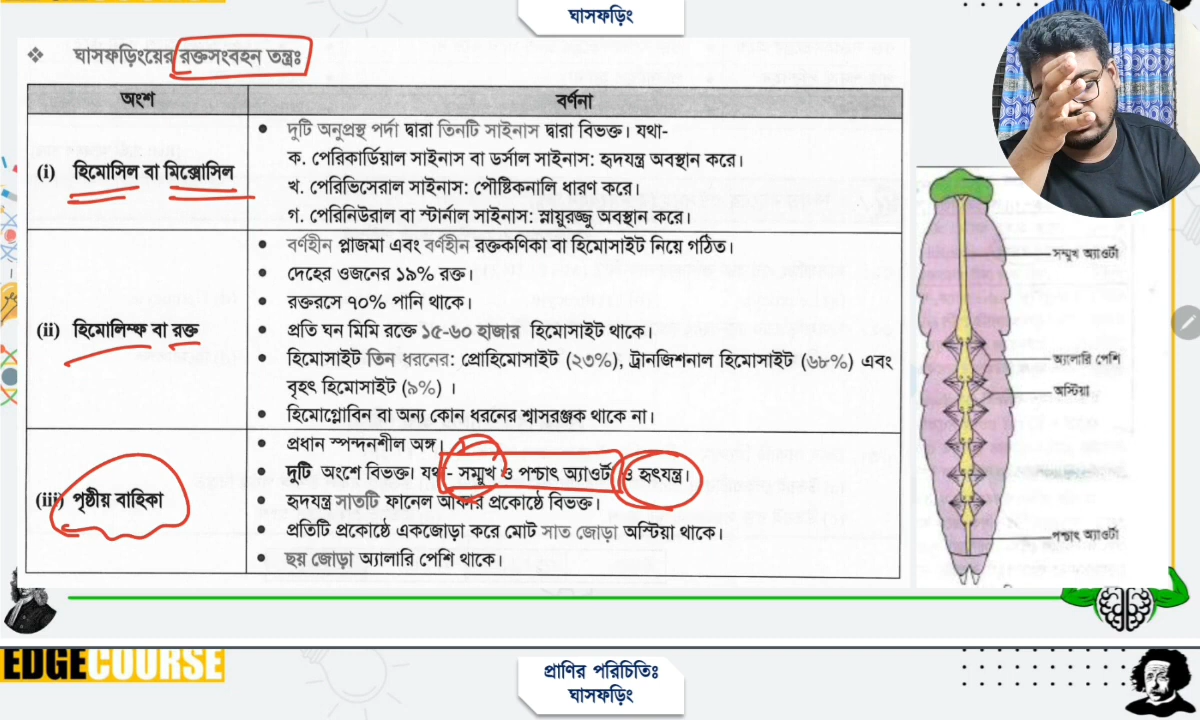 ঘাসফড়িং
❖ ঘাসফড়িংয়ের রক্তসংবহন তন্ত্রঃ
অংশ
বর্ণনা
(i) হিমোসিল বা মিক্সোসিল
• দুটি অনুপ্রস্থ পর্দা দ্বারা তিনটি সাইনাস দ্বারা বিভক্ত। যথা-
ক. পেরিকার্ডিয়াল সাইনাস বা ডর্সাল সাইনাস: হৃদযন্ত্র অবস্থান করে।
খ. পেরিভিসেরাল সাইনাস: পৌষ্টিকনালি ধারণ করে।
গ. পেরিনিউরাল বা স্টার্নাল সাইনাস: স্নায়ুরজ্জু অবস্থান করে।
(ii) হিমোলিম্ফ বা রক্ত
• বর্ণহীন প্লাজমা এবং বর্ণহীন রক্তকণিকা বা হিমোসাইট নিয়ে গঠিত।
• দেহের ওজনের ১৯% রক্ত।
• রক্তরসে ৭০% পানি থাকে।
• প্রতি ঘন মিমি রক্তে ১৫-৬০ হাজার হিমোসাইট থাকে।
• হিমোসাইট তিন ধরনের: প্রোহিমোসাইট (২৩%), ট্রানজিশনাল হিমোসাইট (৬৮%) এবং
বৃহৎ হিমোসাইট (৯%) ।
• হিমোগ্লোবিন বা অন্য কোন ধরনের শ্বাসরঞ্জক থাকে না।
(iii) পৃষ্ঠীয় বাহিকা
• প্রধান স্পন্দনশীল অঙ্গ।
• দুটি অংশে বিভক্ত। যথা- সম্মুখ ও পশ্চাৎ অ্যাওর্টা ও হৃৎযন্ত্র।
• হৃদযন্ত্র সাতটি ফানেল আকার প্রকোষ্ঠে বিভক্ত।
• প্রতিটি প্রকোষ্ঠে একজোড়া করে মোট সাত জোড়া অস্টিয়া থাকে।
• ছয় জোড়া অ্যালারি পেশি থাকে।
সম্মুখ অ্যাওর্টা
অ্যালারি পেশি
অস্টিয়া
পশ্চাৎ অ্যাওর্টা
EDGECOURSE
প্রাণির পরিচিতিঃ
ঘাসফড়িং